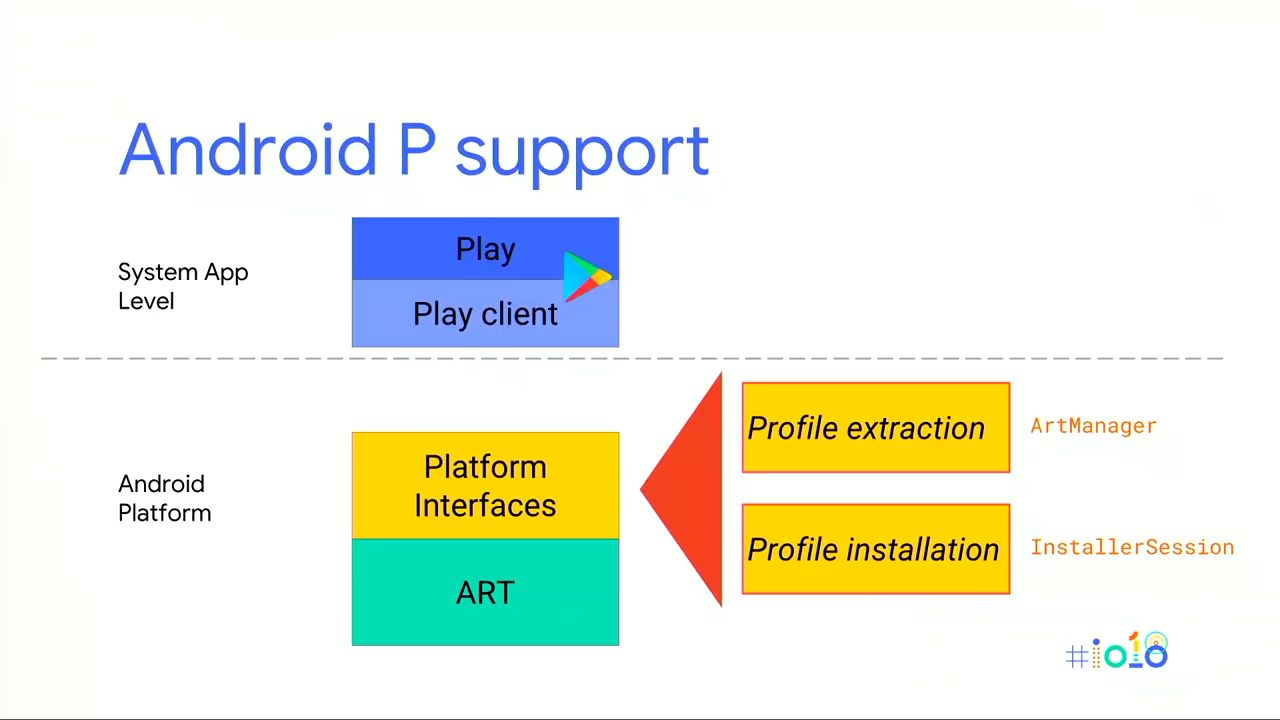 Android P support
System App
Level
Play
Play client
Android
Platform
Platform
Interfaces
ART
Profile extraction
ArtManager
Profile installation
InstallerSession
#io18